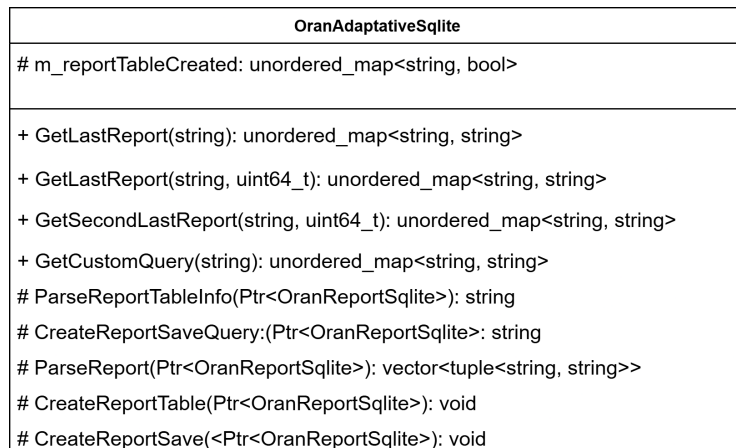 OranAdaptativeSqlite
# m_reportTableCreated: unordered_map<string, bool>
+ GetLastReport(string): unordered_map<string, string>
+ GetLastReport(string, uint64_t): unordered_map<string, string>
+ GetSecondLastReport(string, uint64_t): unordered_map<string, string>
+ GetCustomQuery(string): unordered_map<string, string>
# ParseReportTableInfo(Ptr<OranReportSqlite>): string
# CreateReportSaveQuery:(Ptr<OranReportSqlite>: string
# ParseReport(Ptr<OranReportSqlite>): vector<tuple<string, string>>
# CreateReportTable(Ptr<OranReportSqlite>): void
# CreateReportSave(<Ptr<OranReportSqlite>): void